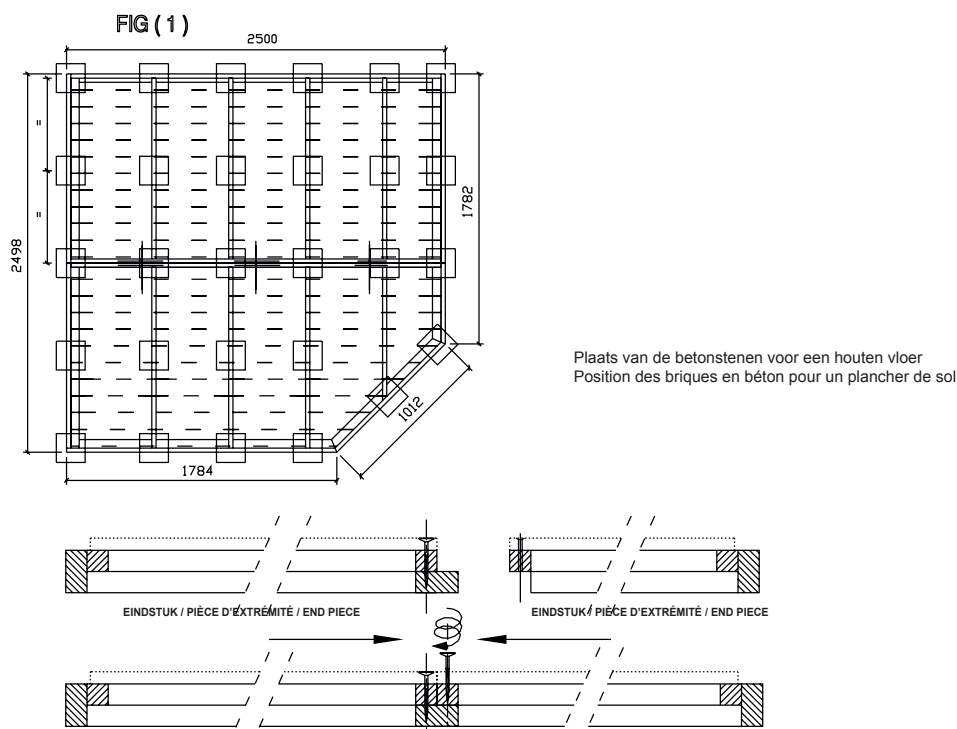 FIG ( 1 )
2500
=
=
2498
1782
1012
1784
Plaats van de betonstenen voor een houten vloer
Position des briques en béton pour un plancher de sol
EINDSTUK / PIÈCE D'EXTRÉMITÉ / END PIECE
EINDSTUK / PIÈCE D'EXTRÉMITÉ / END PIECE